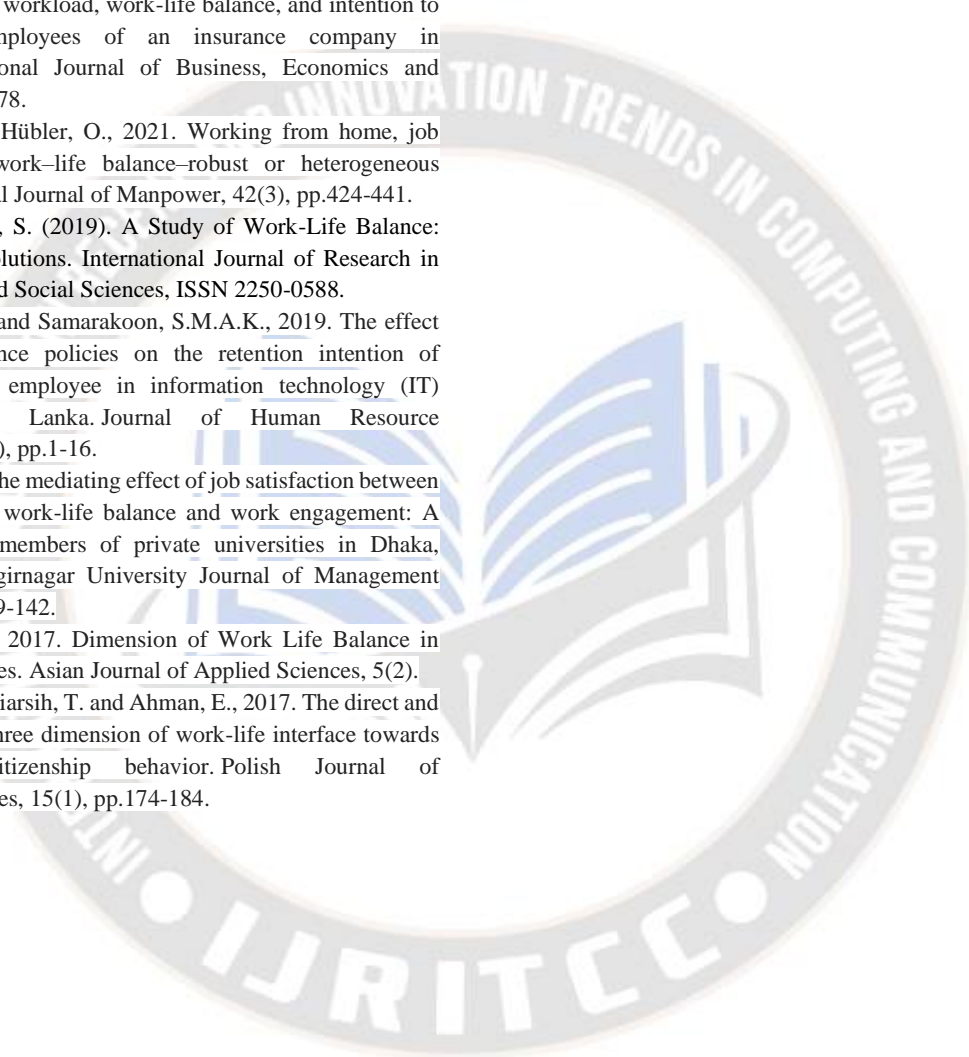 workload, work-life balance, and intention to
mployees of an insurance company in
onal Journal of Business, Economics and
78.
Hübler, O., 2021. Working from home, job
work–life balance–robust or heterogeneous
l Journal of Manpower, 42(3), pp.424-441.
, S. (2019). A Study of Work-Life Balance:
lutions. International Journal of Research in
d Social Sciences, ISSN 2250-0588.
and Samarakoon, S.M.A.K., 2019. The effect
nce policies on the retention intention of
employee in information technology (IT)
Lanka. Journal of Human Resource
), pp.1-16.
he mediating effect of job satisfaction between
work-life balance and work engagement: A
members of private universities in Dhaka,
girnagar University Journal of Management
9-142.
2017. Dimension of Work Life Balance in
es. Asian Journal of Applied Sciences, 5(2).
iarsih, T. and Ahman, E., 2017. The direct and
hree dimension of work-life interface towards
itizenship behavior. Polish Journal of
es, 15(1), pp.174-184.
INNOVATION TRENDS IN COMPUTING AND COMMUNICATION
IJRITCC